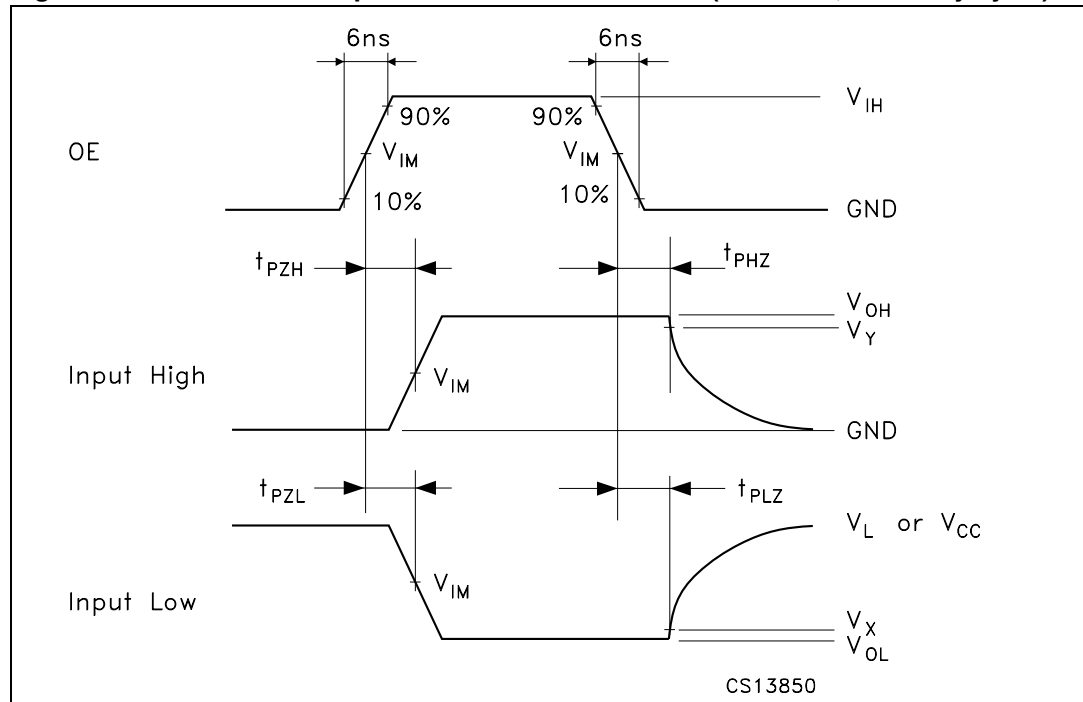 6ns 6ns
V_IH
90% 90%
OE V_IM V_IM
10% 10%
GND
t_PZH t_PHZ
V_OH
V_Y
Input High V_IM
GND
t_PZL t_PLZ
V_L or V_CC
V_IM
Input Low
V_X
V_OL
CS13850